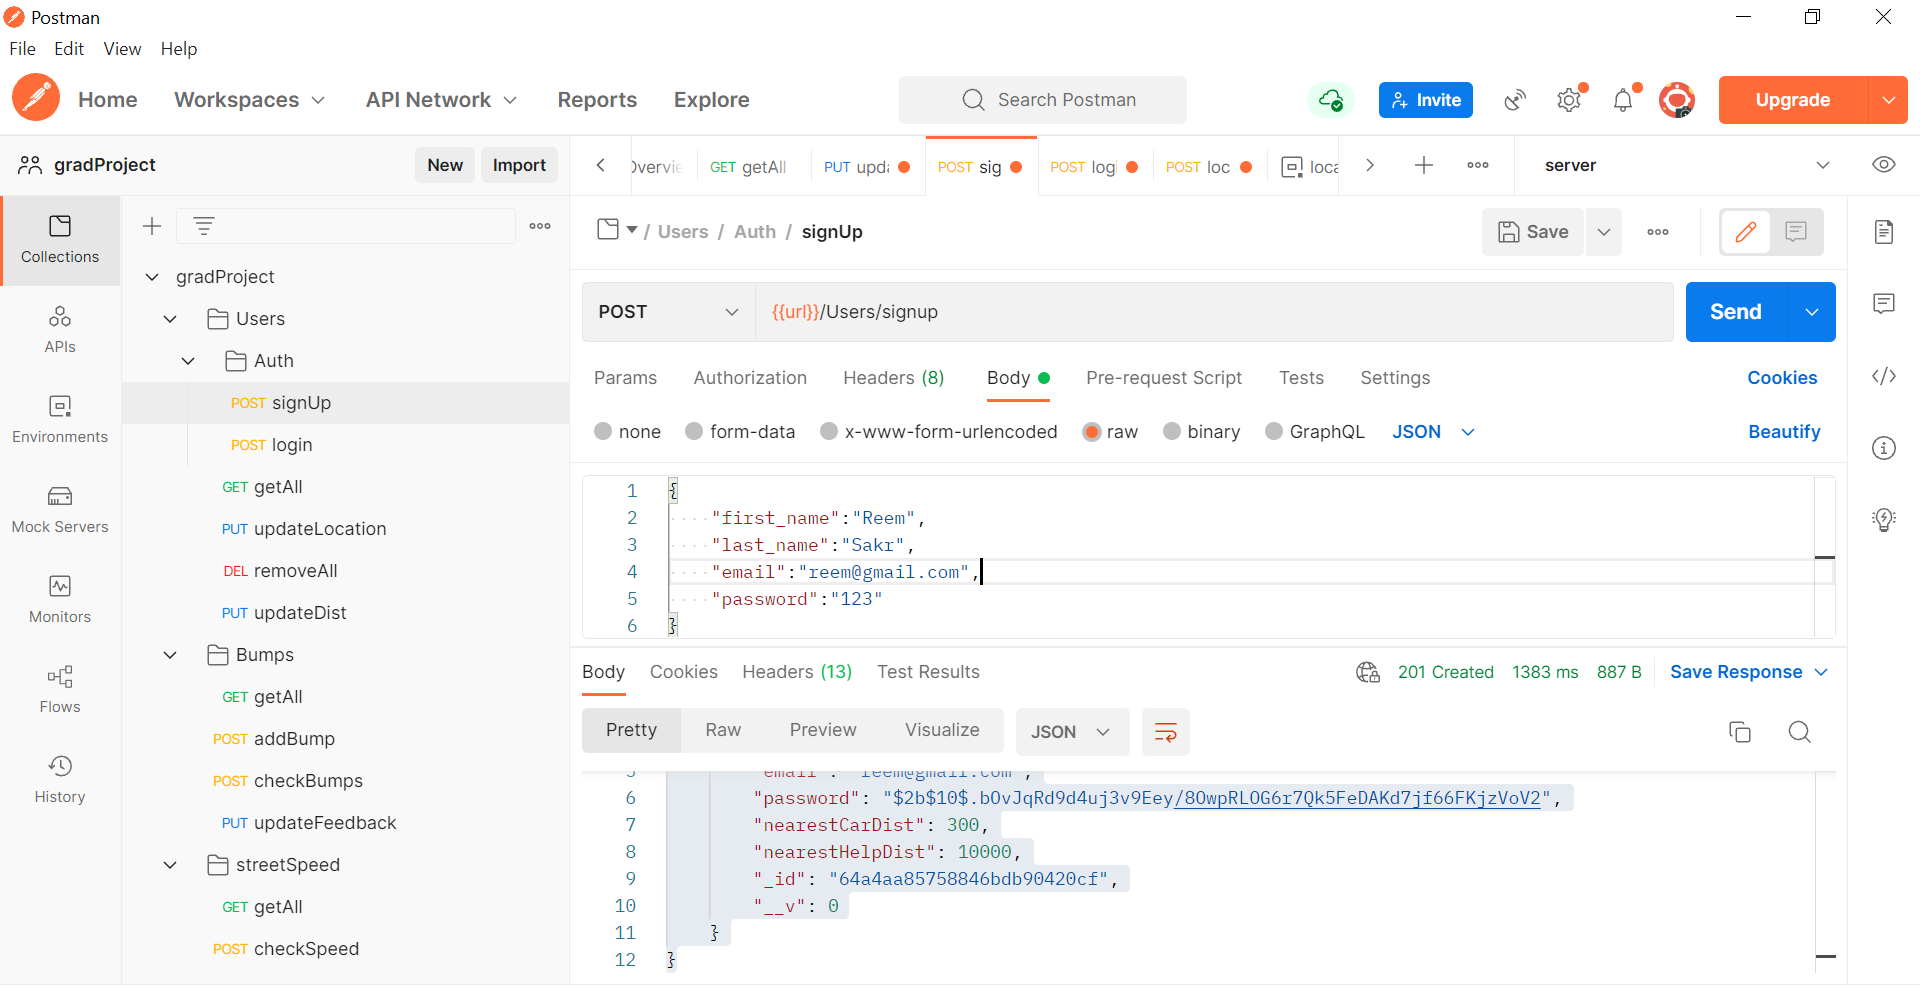 Postman
File Edit View Help
Home Workspaces API Network Reports Explore Search Postman Invite Upgrade
gradProject New Import
Overvie GET getAll PUT upda POST sig POST logi POST loc loca server
/ Users / Auth / signUp Save
Collections
APIs
Environments
Mock Servers
Monitors
Flows
History
gradProject
Users
Auth
POST signUp
POST login
GET getAll
PUT updateLocation
DEL removeAll
PUT updateDist
Bumps
GET getAll
POST addBump
POST checkBumps
PUT updateFeedback
streetSpeed
GET getAll
POST checkSpeed
POST {{url}}/Users/signup Send
Params Authorization Headers (8) Body Pre-request Script Tests Settings Cookies
none form-data x-www-form-urlencoded raw binary GraphQL JSON Beautify
1 {
2 "first_name":"Reem",
3 "last_name":"Sakr",
4 "email":"reem@gmail.com",
5 "password":"123"
6 }
Body Cookies Headers (13) Test Results 201 Created 1383 ms 887 B Save Response
Pretty Raw Preview Visualize JSON
5 "email": "reem@gmail.com",
6 "password": "$2b$10$.bOvJqRd9d4uj3v9Eey/8OwpRLOG6r7Qk5FeDAKd7jf66FKjzVoV2",
7 "nearestCarDist": 300,
8 "nearestHelpDist": 10000,
9 "_id": "64a4aa85758846bdb90420cf",
10 "__v": 0
11 }
12 }